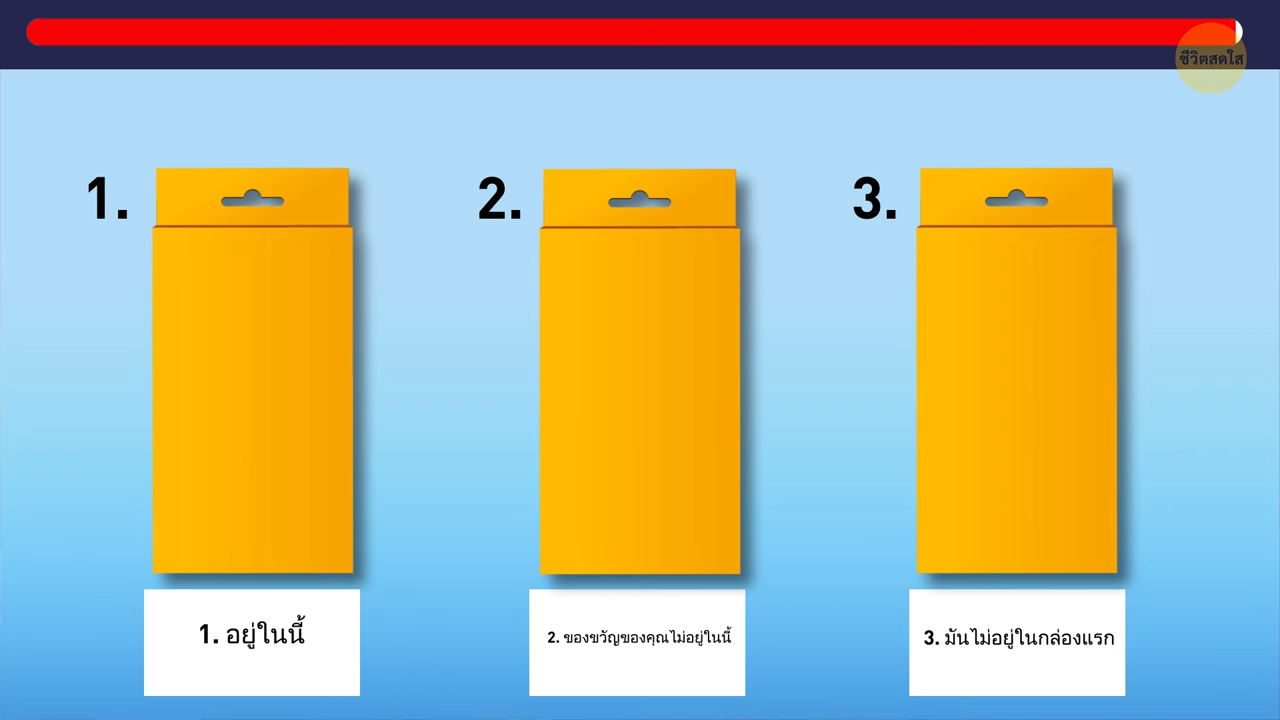 ชีวิตสดใส
1.
2.
3.
1. อยู่ในนี้
2. ของขวัญของคุณไม่อยู่ในนี้
3. มันไม่อยู่ในกล่องแรก